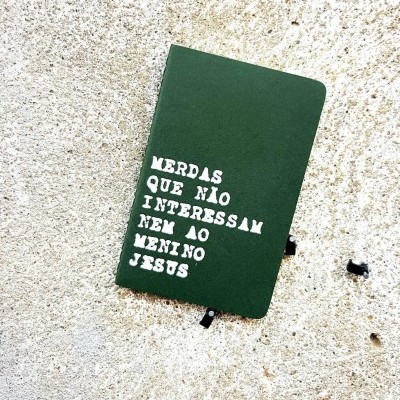 MERDAS
QUE NÃO
INTERESSAM
NEM AO
MENINO
JESUS